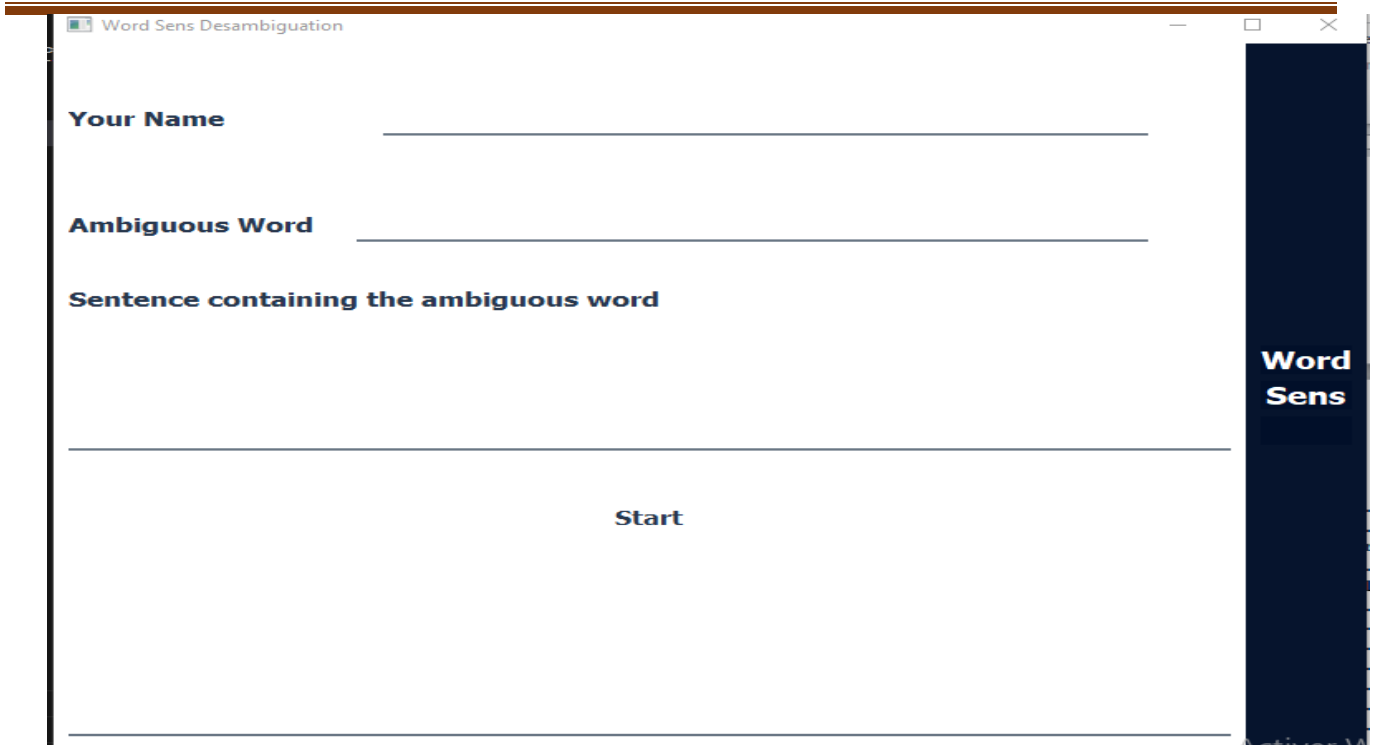 Word Sens Desambiguation
Your Name
Ambiguous Word
Sentence containing the ambiguous word
Word
Sens
Start